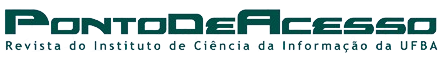 PONTODEACESSO
Revista do Instituto de Ciência da Informação da UFBA